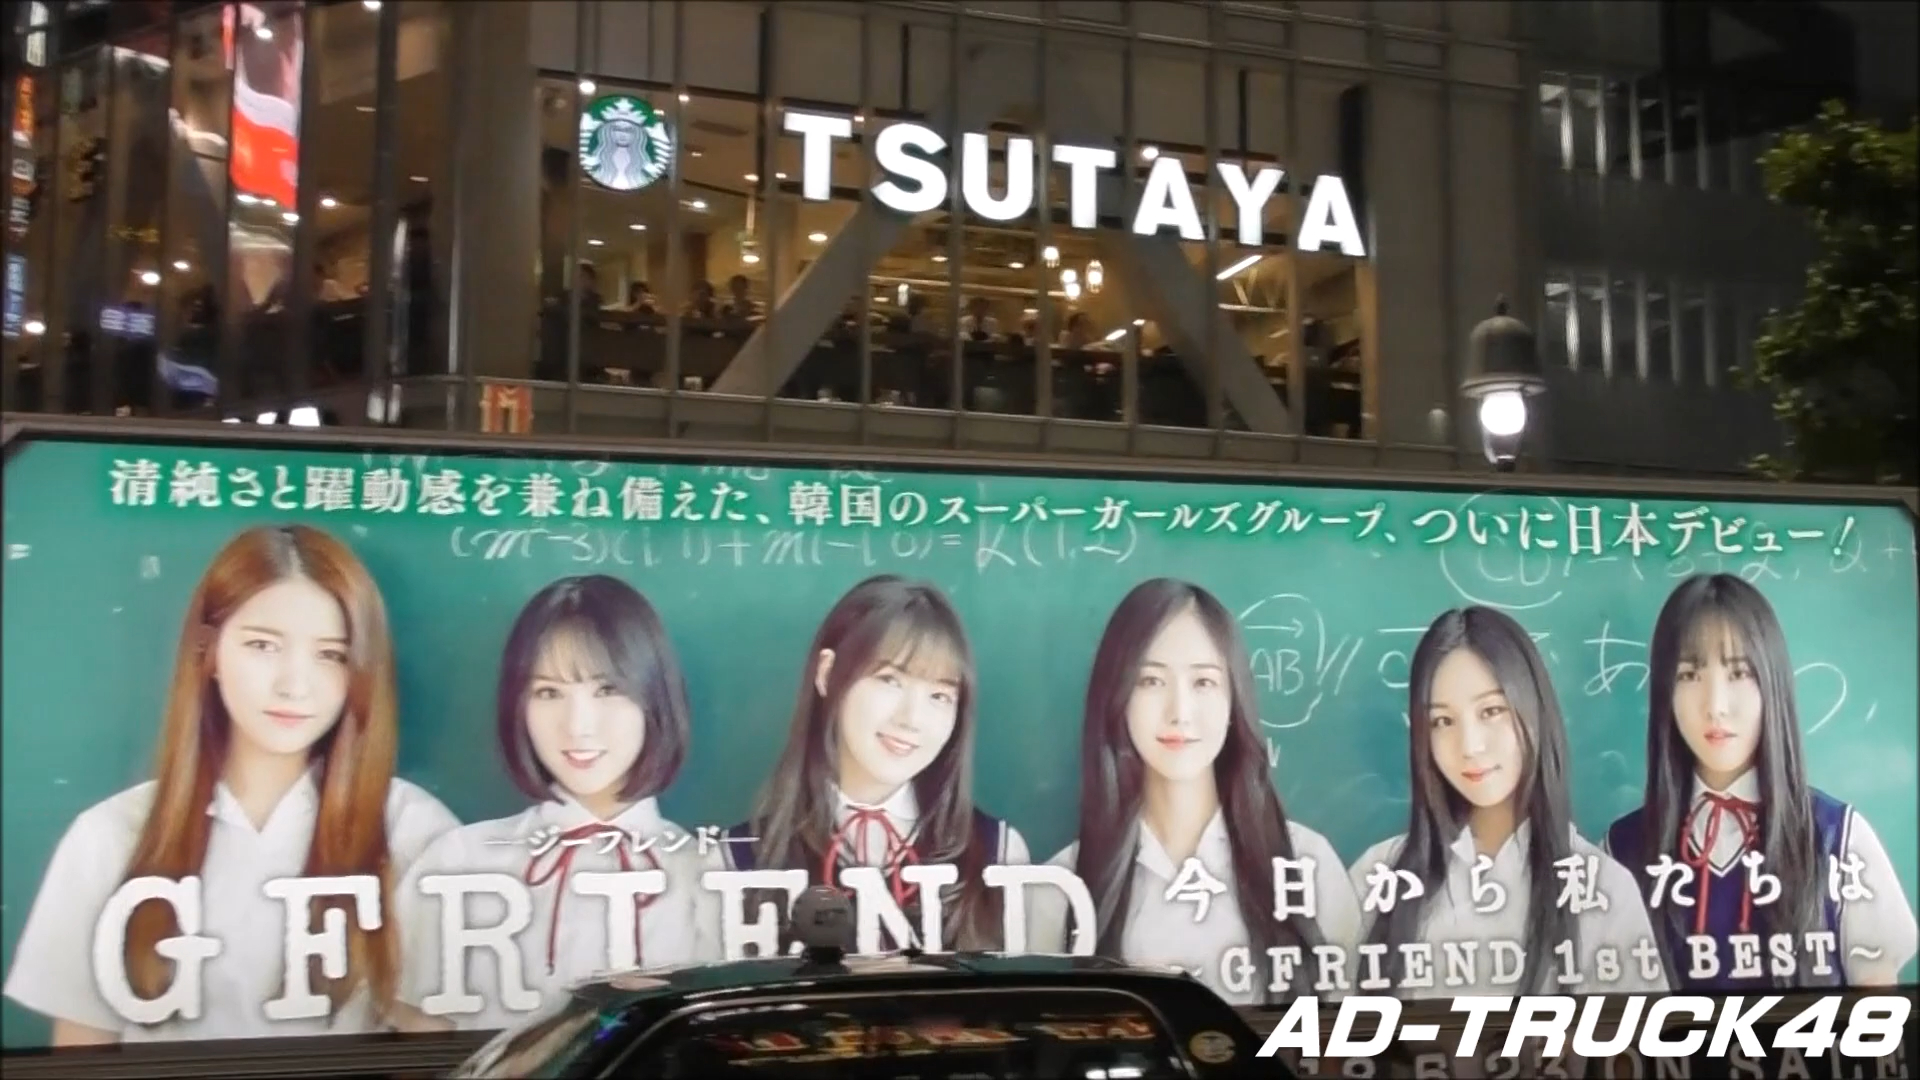 TSUTAYA
清純さと躍動感を兼ね備えた、韓国のスーパーガールズグループ、ついに日本デビュー!
―ジーフレンド―
GFRIEND
今日から私たちは
~GFRIEND 1st BEST~
AD-TRUCK48
ON SALE